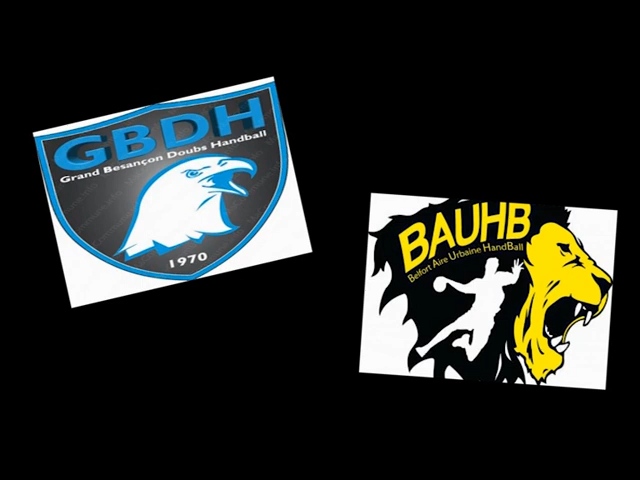 GBDH
Grand Besançon Doubs Handball
1970
BAUHB
Belfort Aire Urbaine HandBall